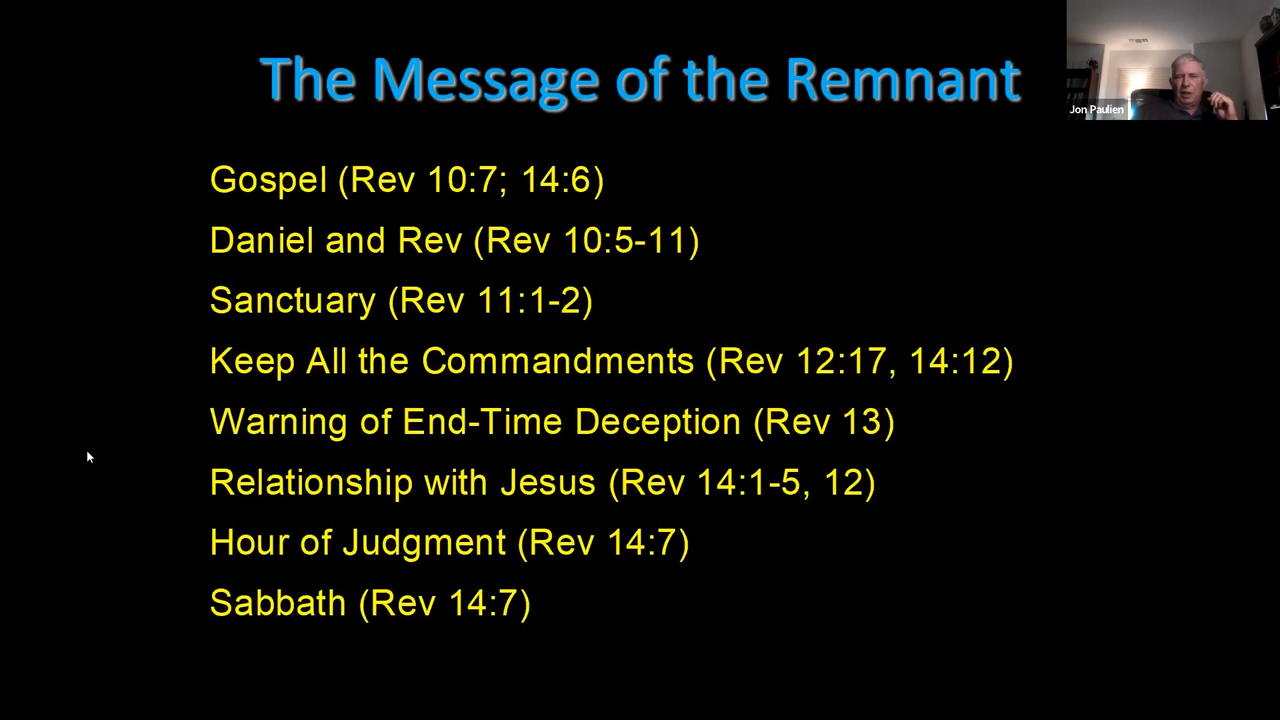 The Message of the Remnant
Jon Paulien
Gospel (Rev 10:7; 14:6)
Daniel and Rev (Rev 10:5-11)
Sanctuary (Rev 11:1-2)
Keep All the Commandments (Rev 12:17, 14:12)
Warning of End-Time Deception (Rev 13)
Relationship with Jesus (Rev 14:1-5, 12)
Hour of Judgment (Rev 14:7)
Sabbath (Rev 14:7)